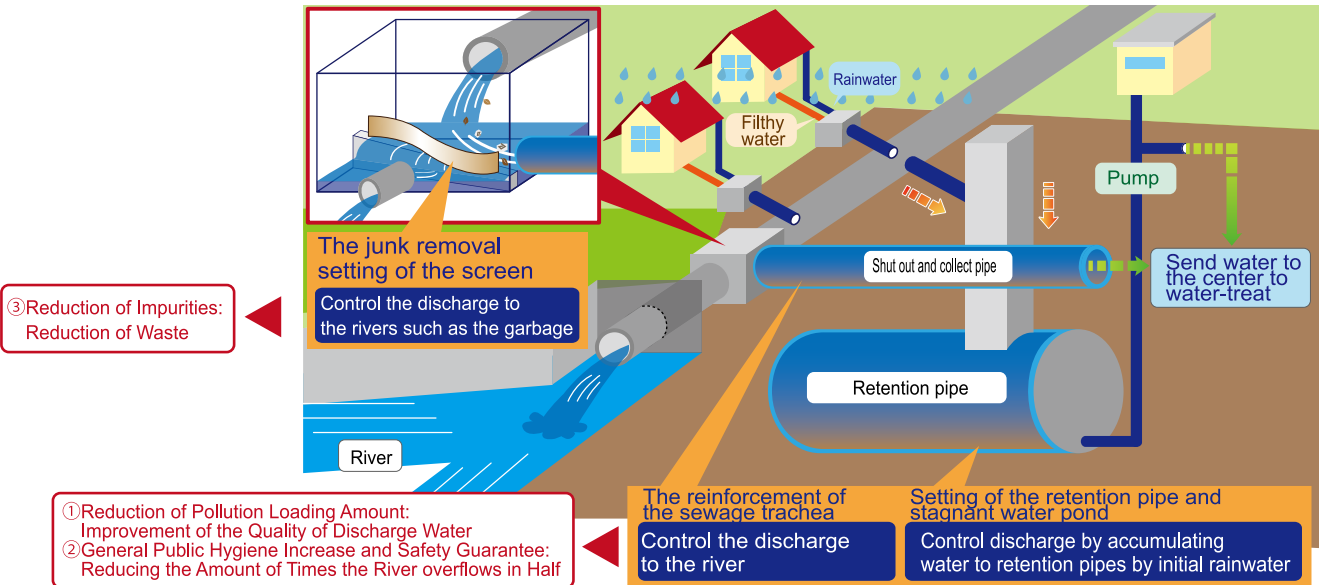 Rainwater
Filthy
water
Pump
The junk removal
setting of the screen
Control the discharge to
the rivers such as the garbage
Shut out and collect pipe
Send water to
the center to
water-treat
③Reduction of Impurities:
Reduction of Waste
Retention pipe
River
①Reduction of Pollution Loading Amount:
Improvement of the Quality of Discharge Water
②General Public Hygiene Increase and Safety Guarantee:
Reducing the Amount of Times the River overflows in Half
The reinforcement of
the sewage trachea
Control the discharge
to the river
Setting of the retention pipe and
stagnant water pond
Control discharge by accumulating
water to retention pipes by initial rainwater